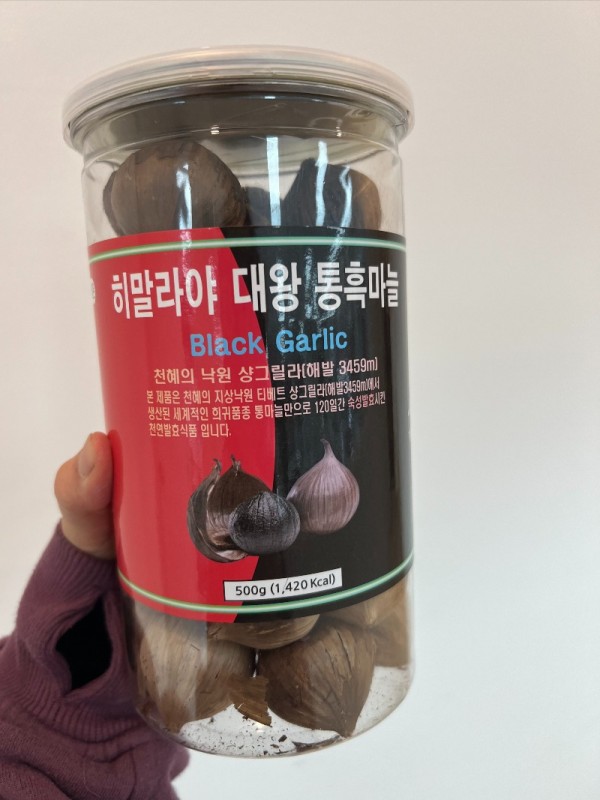 히말라야 대왕 통흑마늘
Black Garlic
천혜의 낙원 샹그릴라(해발 3459m)
본 제품은 천혜의 지상낙원 티베트 샹그릴라(해발3459m)에서
생산된 세계적인 희귀품종 통마늘만으로 120일간 숙성발효시킨
천연발효식품 입니다.
500g (1,420 Kcal)